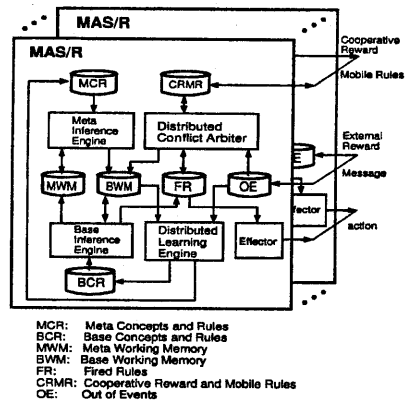 MAS/R
MAS/R
Cooperative
Reward
Mobile Rules
MCR
CRMR
Meta
Inference
Engine
Distributed
Conflict Arbiter
External
Reward
E
MWM
BWM
FR
OE
Message
ffector
Base
Inference
Engine
Distributed
Learning
Engine
Effector
action
BCR
MCR: Meta Concepts and Rules
BCR: Base Concepts and Rules
MWM: Meta Working Memory
BWM: Base Working Memory
FR: Fired Rules
CRMR: Cooperative Reward and Mobile Rules
OE: Out of Events